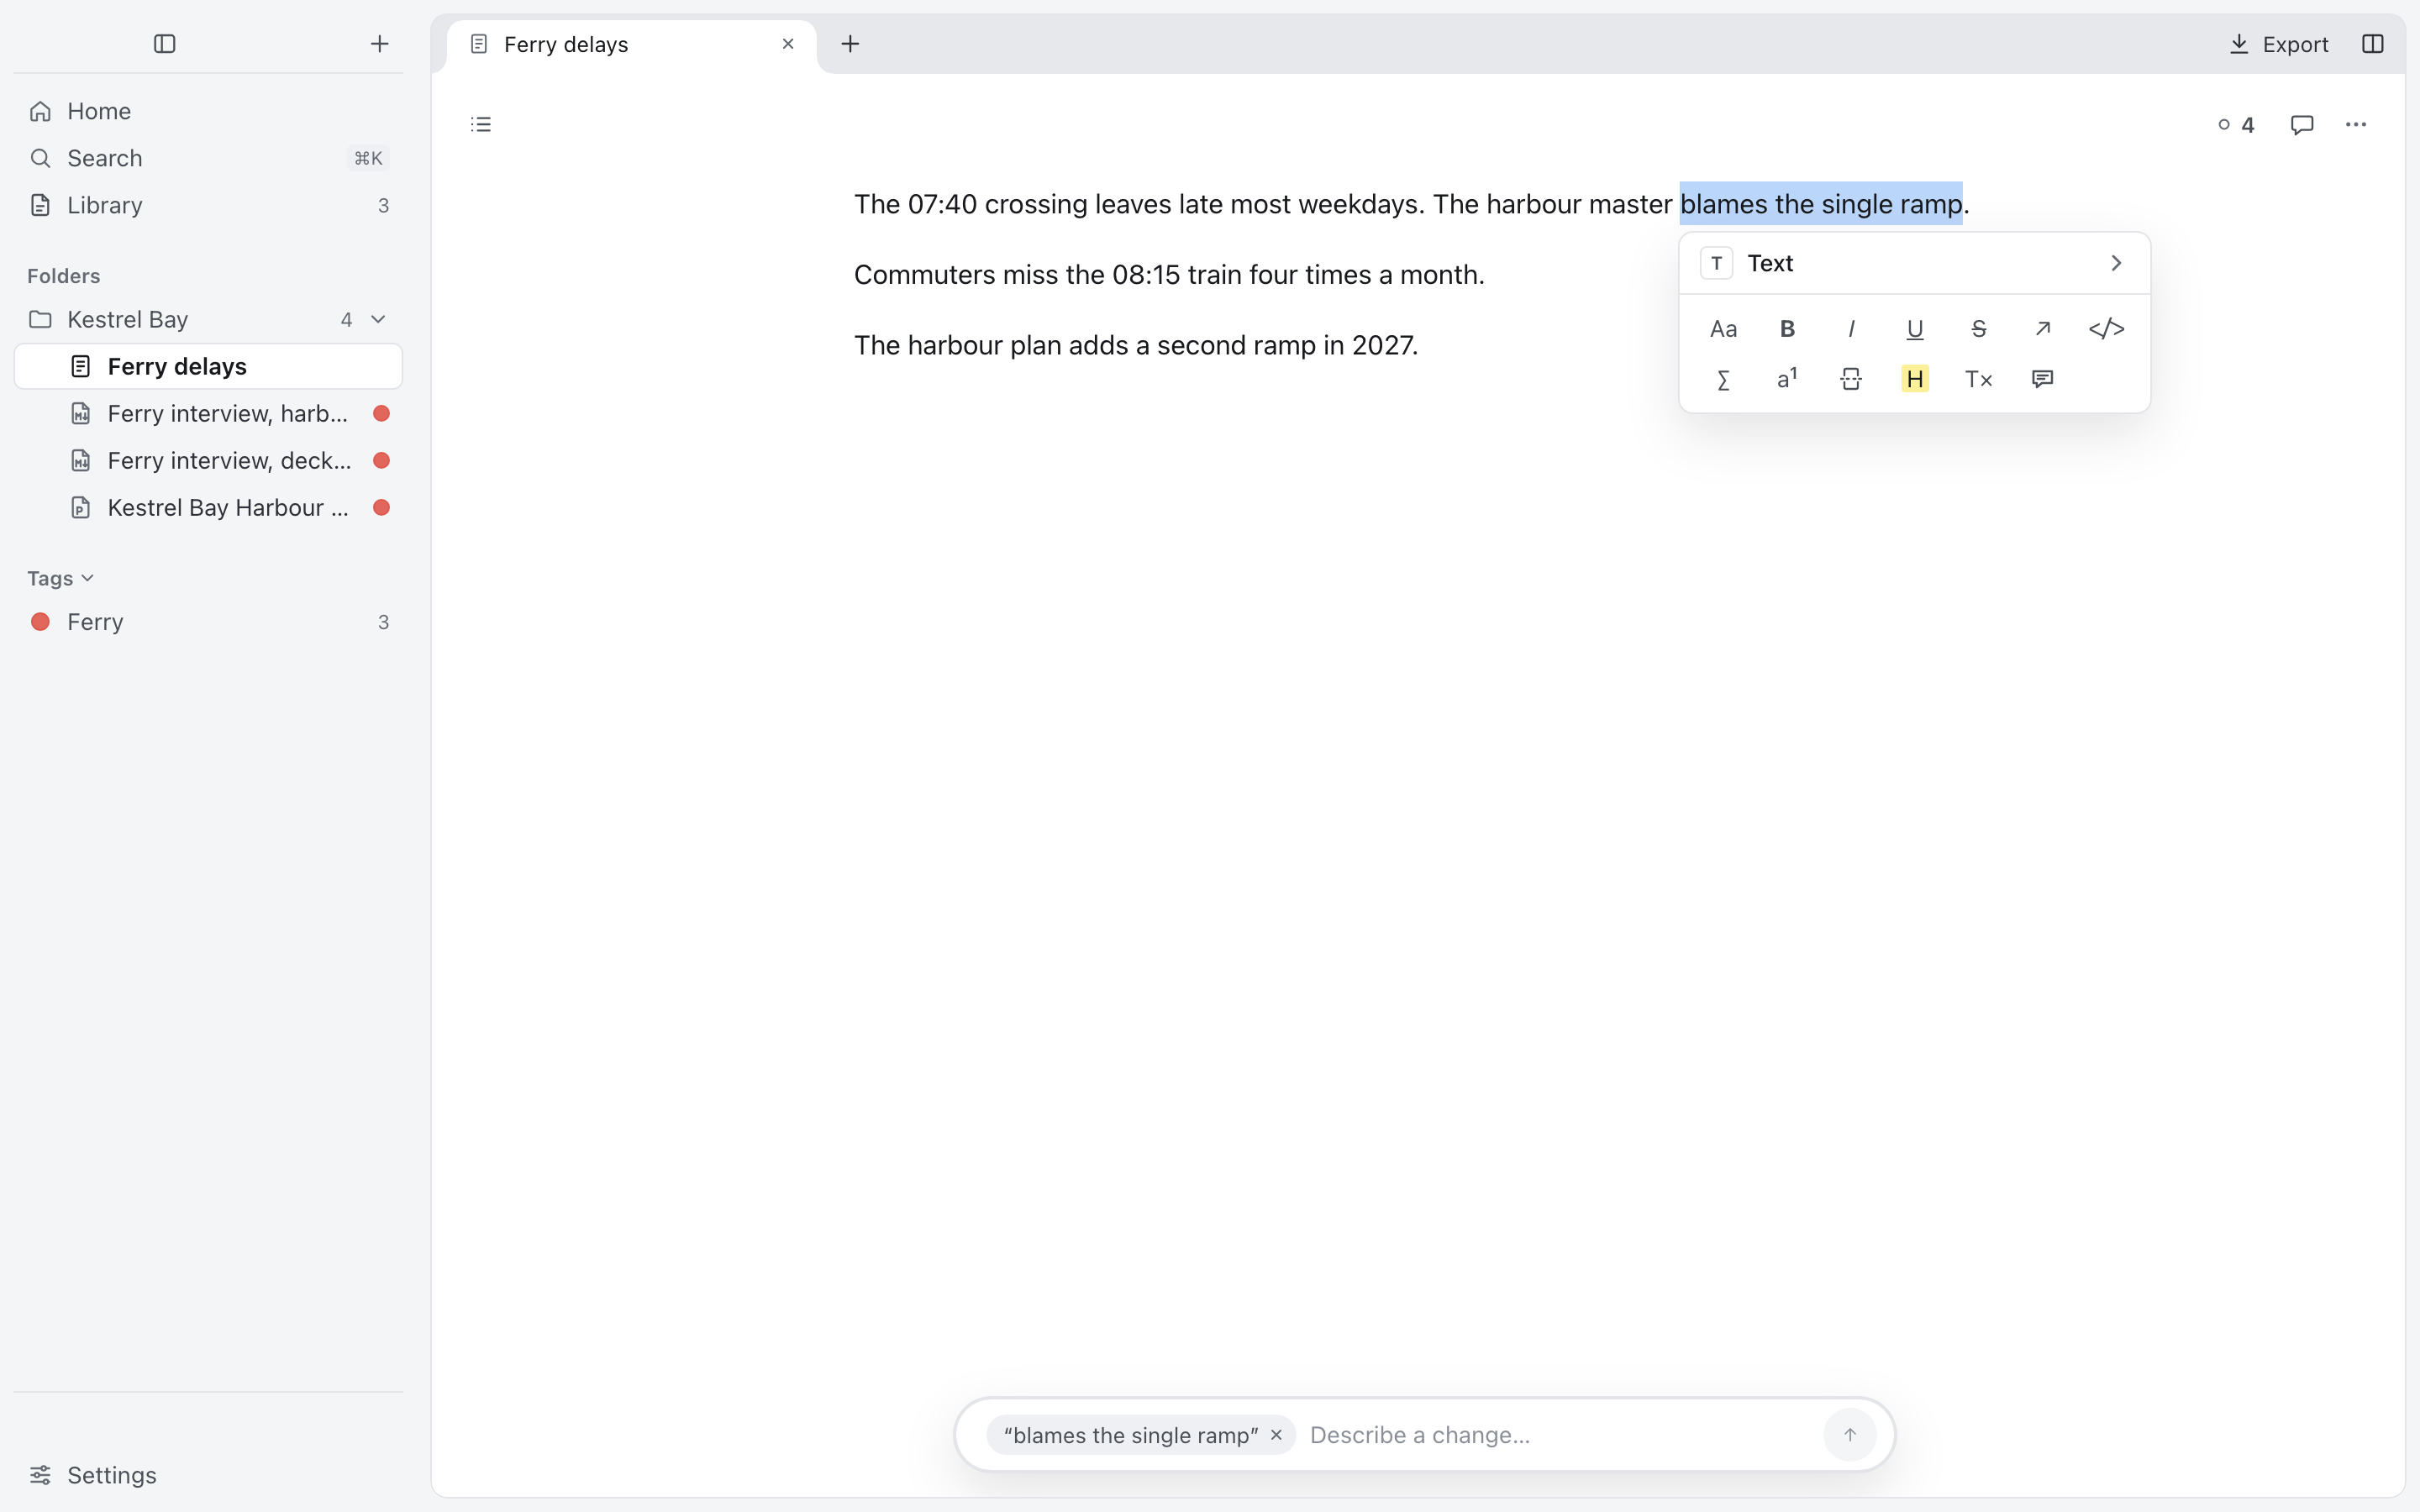 Ferry delays
Export
Home
Search ⌘K
Library 3
Folders
Kestrel Bay 4
Ferry delays
Ferry interview, harb...
Ferry interview, deck...
Kestrel Bay Harbour ...
Tags
Ferry 3
Settings
4
The 07:40 crossing leaves late most weekdays. The harbour master blames the single ramp.
Commuters miss the 08:15 train four times a month.
The harbour plan adds a second ramp in 2027.
T Text
Aa B I U S </>
∑ a¹ H T×
“blames the single ramp” × Describe a change...